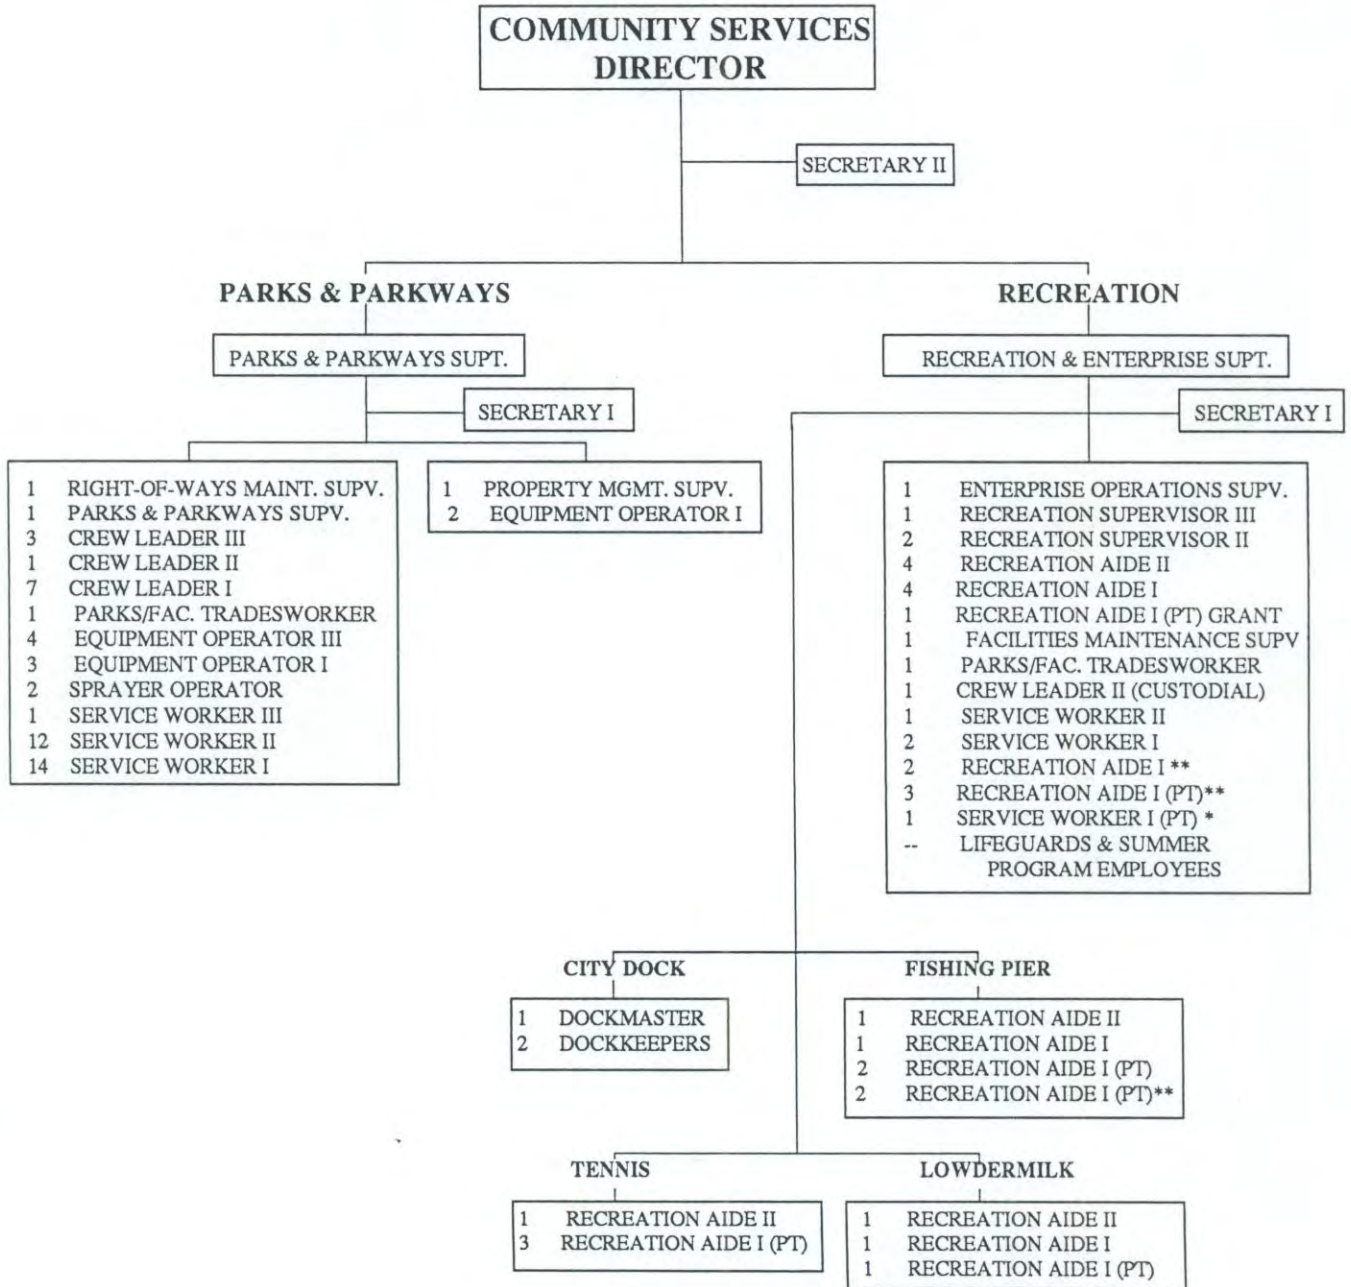 COMMUNITY SERVICES
DIRECTOR
SECRETARY II
PARKS & PARKWAYS
PARKS & PARKWAYS SUPT.
SECRETARY I
1 RIGHT-OF-WAYS MAINT. SUPV.
1 PARKS & PARKWAYS SUPV.
3 CREW LEADER III
1 CREW LEADER II
7 CREW LEADER I
1 PARKS/FAC. TRADESWORKER
4 EQUIPMENT OPERATOR III
3 EQUIPMENT OPERATOR I
2 SPRAYER OPERATOR
1 SERVICE WORKER III
12 SERVICE WORKER II
14 SERVICE WORKER I
1 PROPERTY MGMT. SUPV.
2 EQUIPMENT OPERATOR I
RECREATION
RECREATION & ENTERPRISE SUPT.
SECRETARY I
1 ENTERPRISE OPERATIONS SUPV.
1 RECREATION SUPERVISOR III
2 RECREATION SUPERVISOR II
4 RECREATION AIDE II
4 RECREATION AIDE I
1 RECREATION AIDE I (PT) GRANT
1 FACILITIES MAINTENANCE SUPV
1 PARKS/FAC. TRADESWORKER
1 CREW LEADER II (CUSTODIAL)
1 SERVICE WORKER II
2 SERVICE WORKER I
2 RECREATION AIDE I **
3 RECREATION AIDE I (PT)**
1 SERVICE WORKER I (PT) *
-- LIFEGUARDS & SUMMER
PROGRAM EMPLOYEES
CITY DOCK
1 DOCKMASTER
2 DOCKKEEPERS
FISHING PIER
1 RECREATION AIDE II
1 RECREATION AIDE I
2 RECREATION AIDE I (PT)
2 RECREATION AIDE I (PT)**
TENNIS
1 RECREATION AIDE II
3 RECREATION AIDE I (PT)
LOWDERMILK
1 RECREATION AIDE II
1 RECREATION AIDE I
1 RECREATION AIDE I (PT)